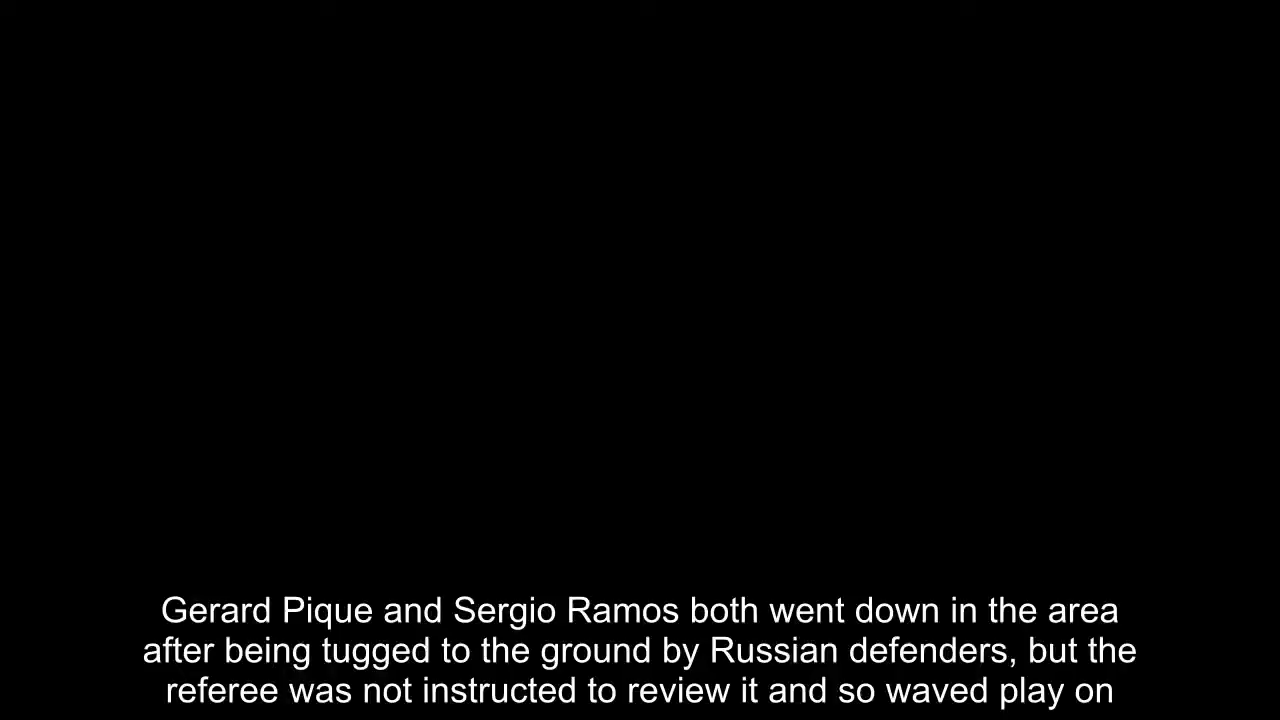 Gerard Pique and Sergio Ramos both went down in the area
after being tugged to the ground by Russian defenders, but the
referee was not instructed to review it and so waved play on